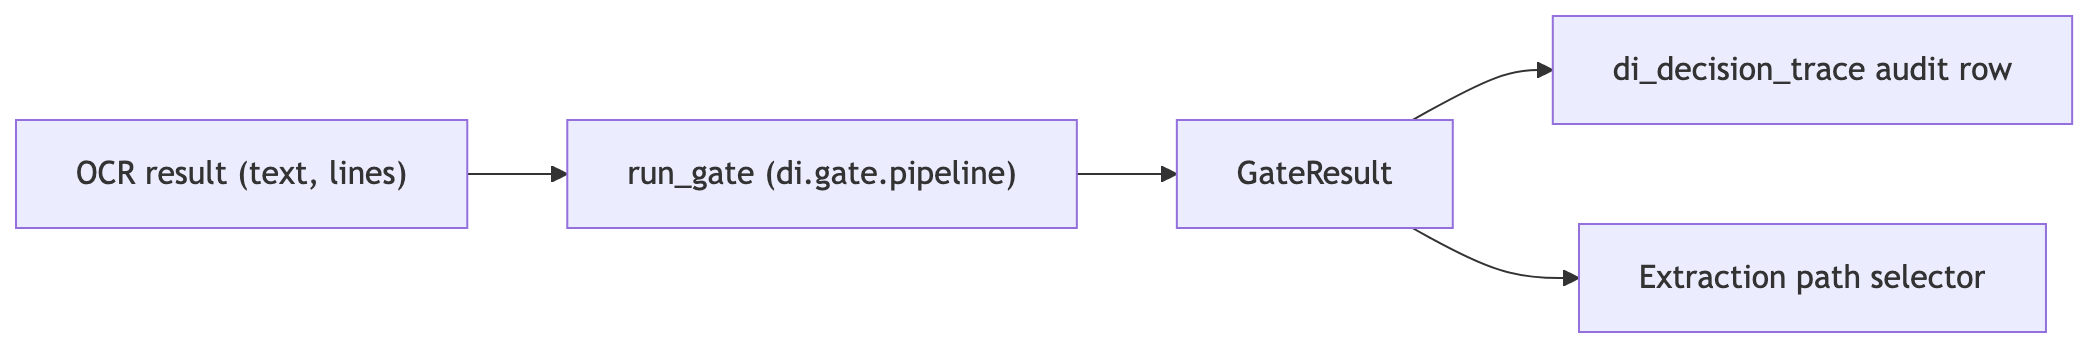 OCR result (text, lines)
run_gate (di.gate.pipeline)
GateResult
di_decision_trace audit row
Extraction path selector